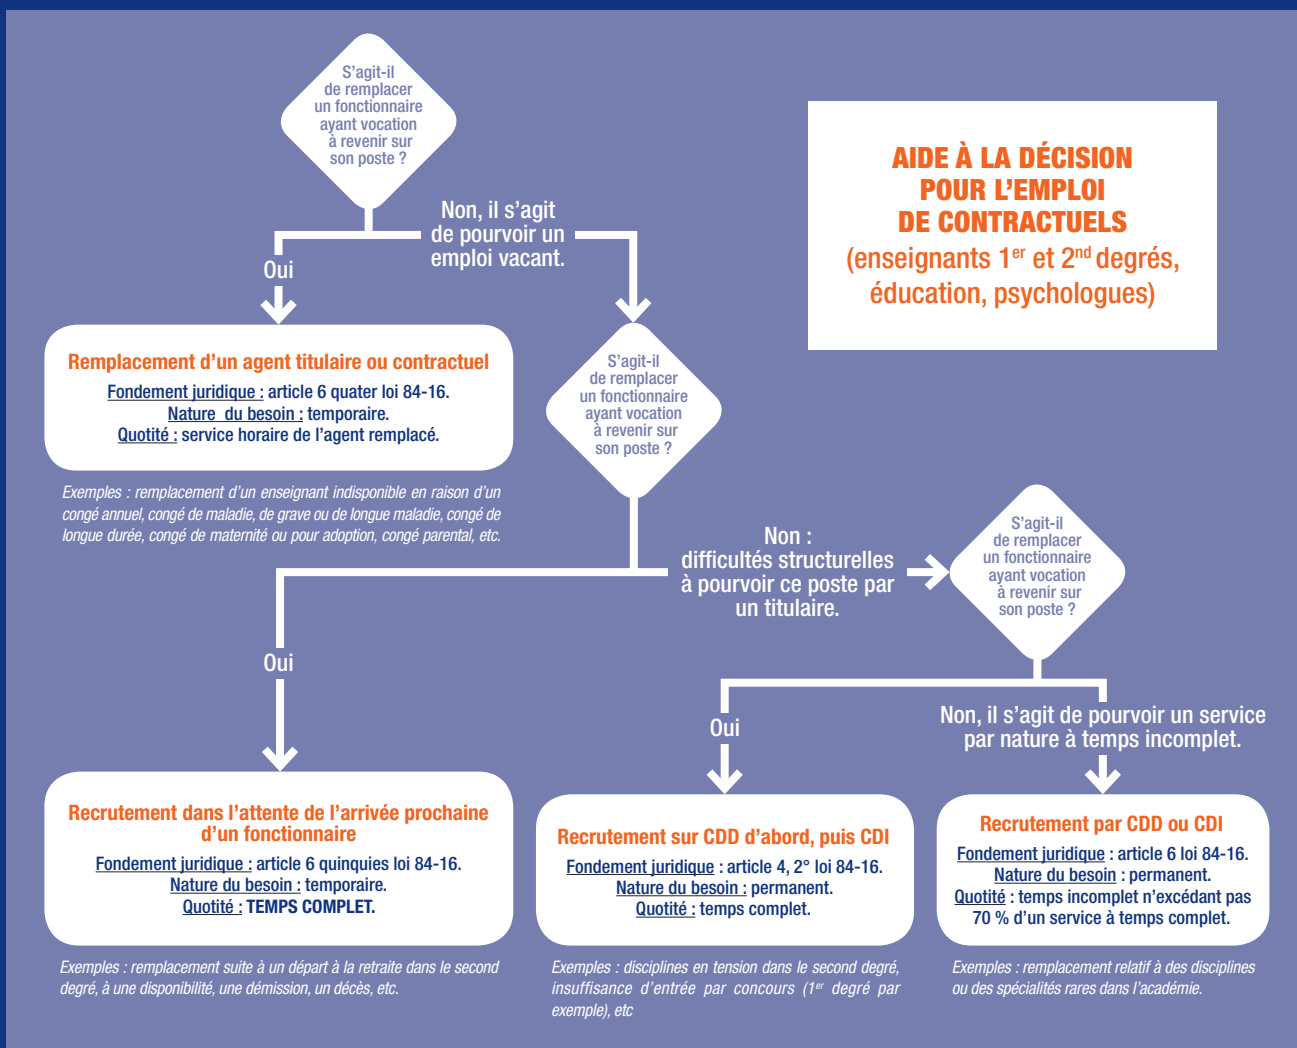 S'agit-il
de remplacer
un fonctionnaire
ayant vocation
à revenir sur
son poste ?
AIDE À LA DÉCISION
POUR L'EMPLOI
DE CONTRACTUELS
(enseignants 1er et 2nd degrés,
éducation, psychologues)
Non, il s'agit
de pourvoir un
emploi vacant.
Oui
Remplacement d'un agent titulaire ou contractuel
Fondement juridique : article 6 quater loi 84-16.
Nature du besoin : temporaire.
Quotité : service horaire de l'agent remplacé.
Exemples : remplacement d'un enseignant indisponible en raison d'un
congé annuel, congé de maladie, de grave ou de longue maladie, congé de
longue durée, congé de maternité ou pour adoption, congé parental, etc.
S'agit-il
de remplacer
un fonctionnaire
ayant vocation
à revenir sur
son poste ?
Non :
difficultés structurelles
à pourvoir ce poste par
un titulaire.
S'agit-il
de remplacer
un fonctionnaire
ayant vocation
à revenir sur
son poste ?
Oui
Recrutement dans l'attente de l'arrivée prochaine
d'un fonctionnaire
Fondement juridique : article 6 quinquies loi 84-16.
Nature du besoin : temporaire.
Quotité : TEMPS COMPLET.
Exemples : remplacement suite à un départ à la retraite dans le second
degré, à une disponibilité, une démission, un décès, etc.
Oui
Recrutement sur CDD d'abord, puis CDI
Fondement juridique : article 4, 2° loi 84-16.
Nature du besoin : permanent.
Quotité : temps complet.
Exemples : disciplines en tension dans le second degré,
insuffisance d'entrée par concours (1er degré par
exemple), etc
Non, il s'agit de pourvoir un service
par nature à temps incomplet.
Recrutement par CDD ou CDI
Fondement juridique : article 6 loi 84-16.
Nature du besoin : permanent.
Quotité : temps incomplet n'excédant pas
70 % d'un service à temps complet.
Exemples : remplacement relatif à des disciplines
ou des spécialités rares dans l'académie.